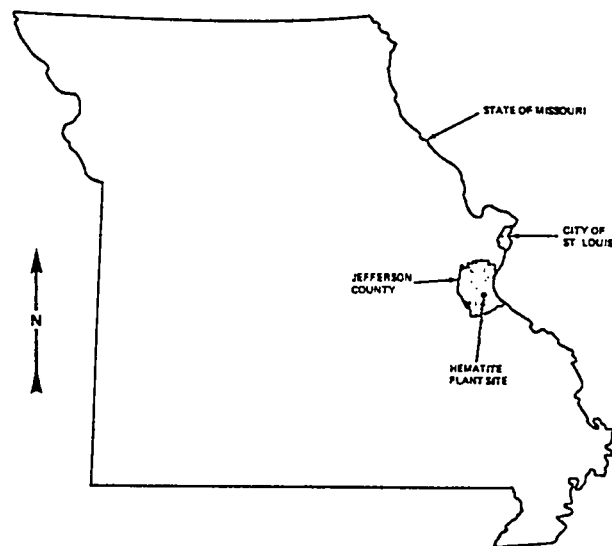 STATE OF MISSOURI
CITY OF
ST. LOUIS
JEFFERSON
COUNTY
N
HEMATITE
PLANT SITE